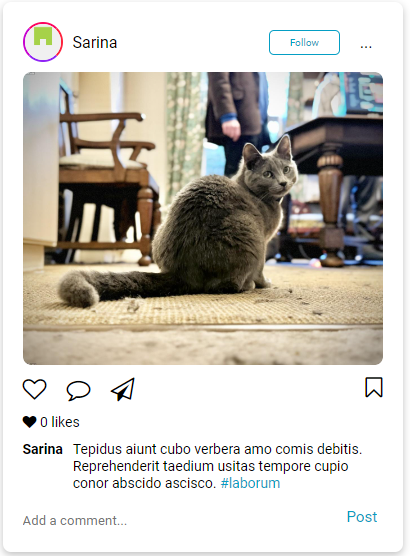 Sarina
Follow
...
0 likes
Sarina Tepidus aiunt cubo verbera amo comis debitis.
Reprehenderit taedium usitas tempore cupio
conor abscido ascisco. #laborum
Add a comment...
Post